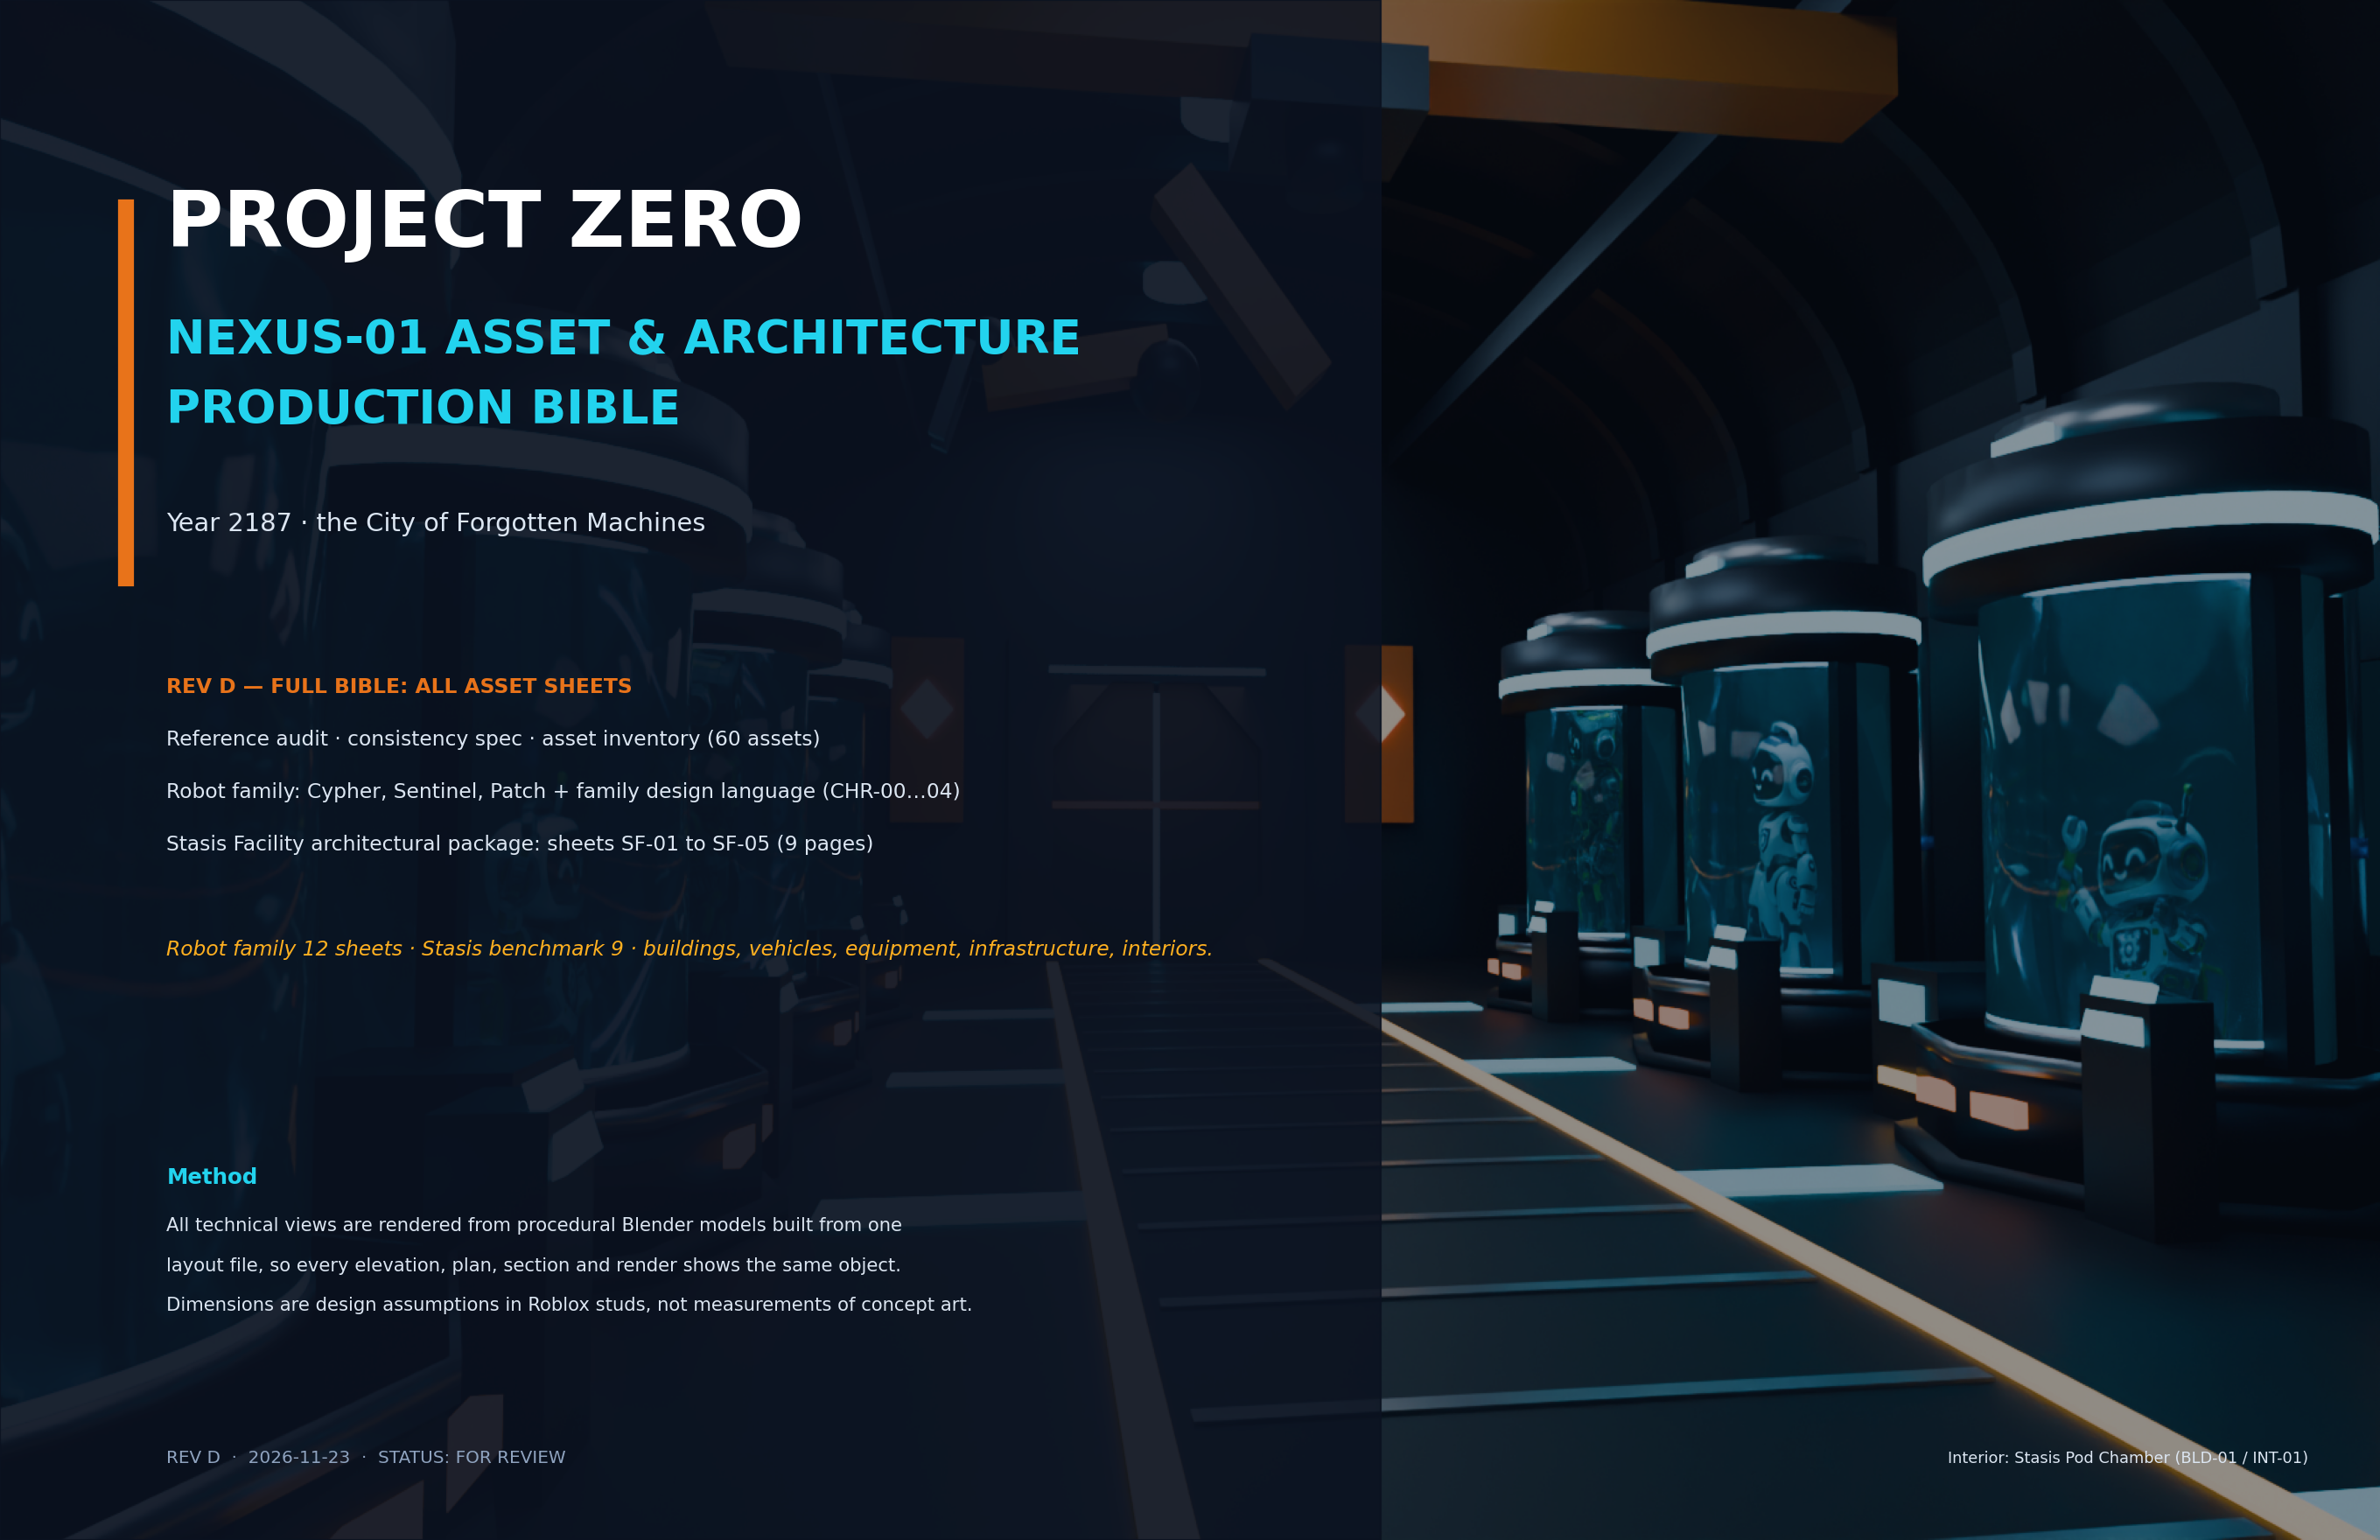 PROJECT ZERO
NEXUS-01 ASSET & ARCHITECTURE
PRODUCTION BIBLE
Year 2187 · the City of Forgotten Machines
REV D — FULL BIBLE: ALL ASSET SHEETS
Reference audit · consistency spec · asset inventory (60 assets)
Robot family: Cypher, Sentinel, Patch + family design language (CHR-00…04)
Stasis Facility architectural package: sheets SF-01 to SF-05 (9 pages)
Robot family 12 sheets · Stasis benchmark 9 · buildings, vehicles, equipment, infrastructure, interiors.
Method
All technical views are rendered from procedural Blender models built from one
layout file, so every elevation, plan, section and render shows the same object.
Dimensions are design assumptions in Roblox studs, not measurements of concept art.
REV D · 2026-11-23 · STATUS: FOR REVIEW
Interior: Stasis Pod Chamber (BLD-01 / INT-01)